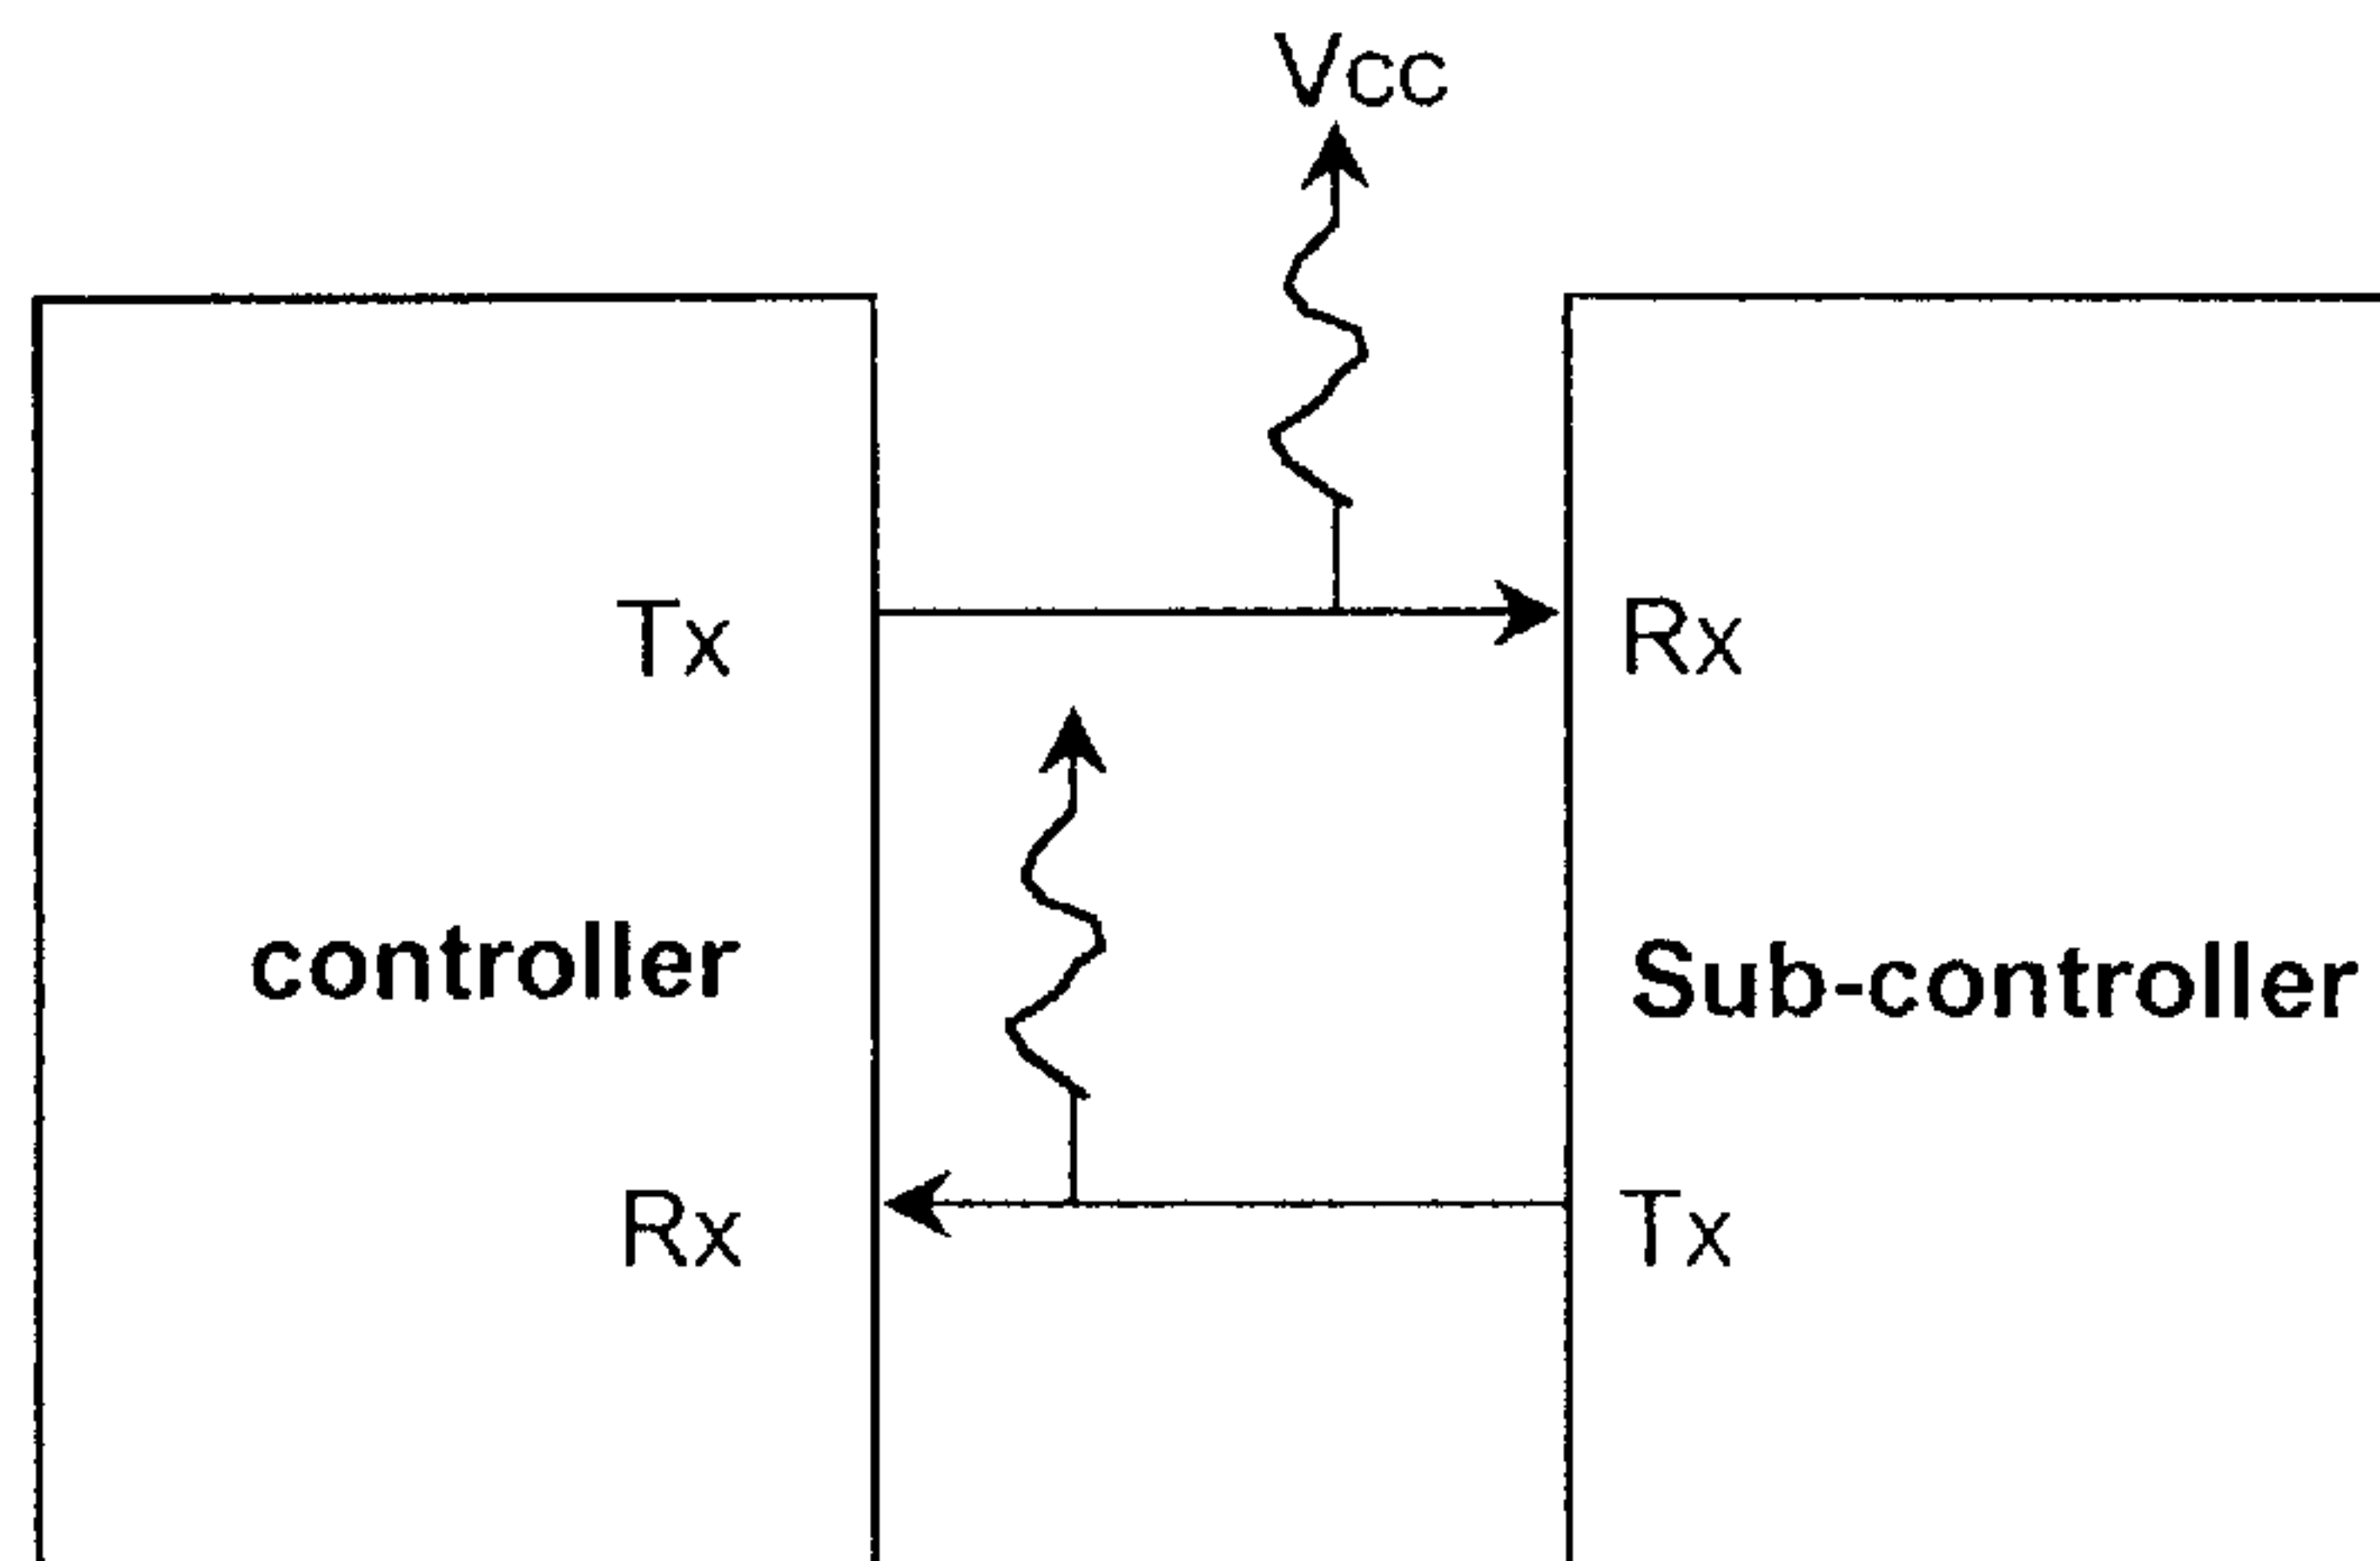 Vcc
Tx
Rx
controller
Sub-controller
Rx
Tx